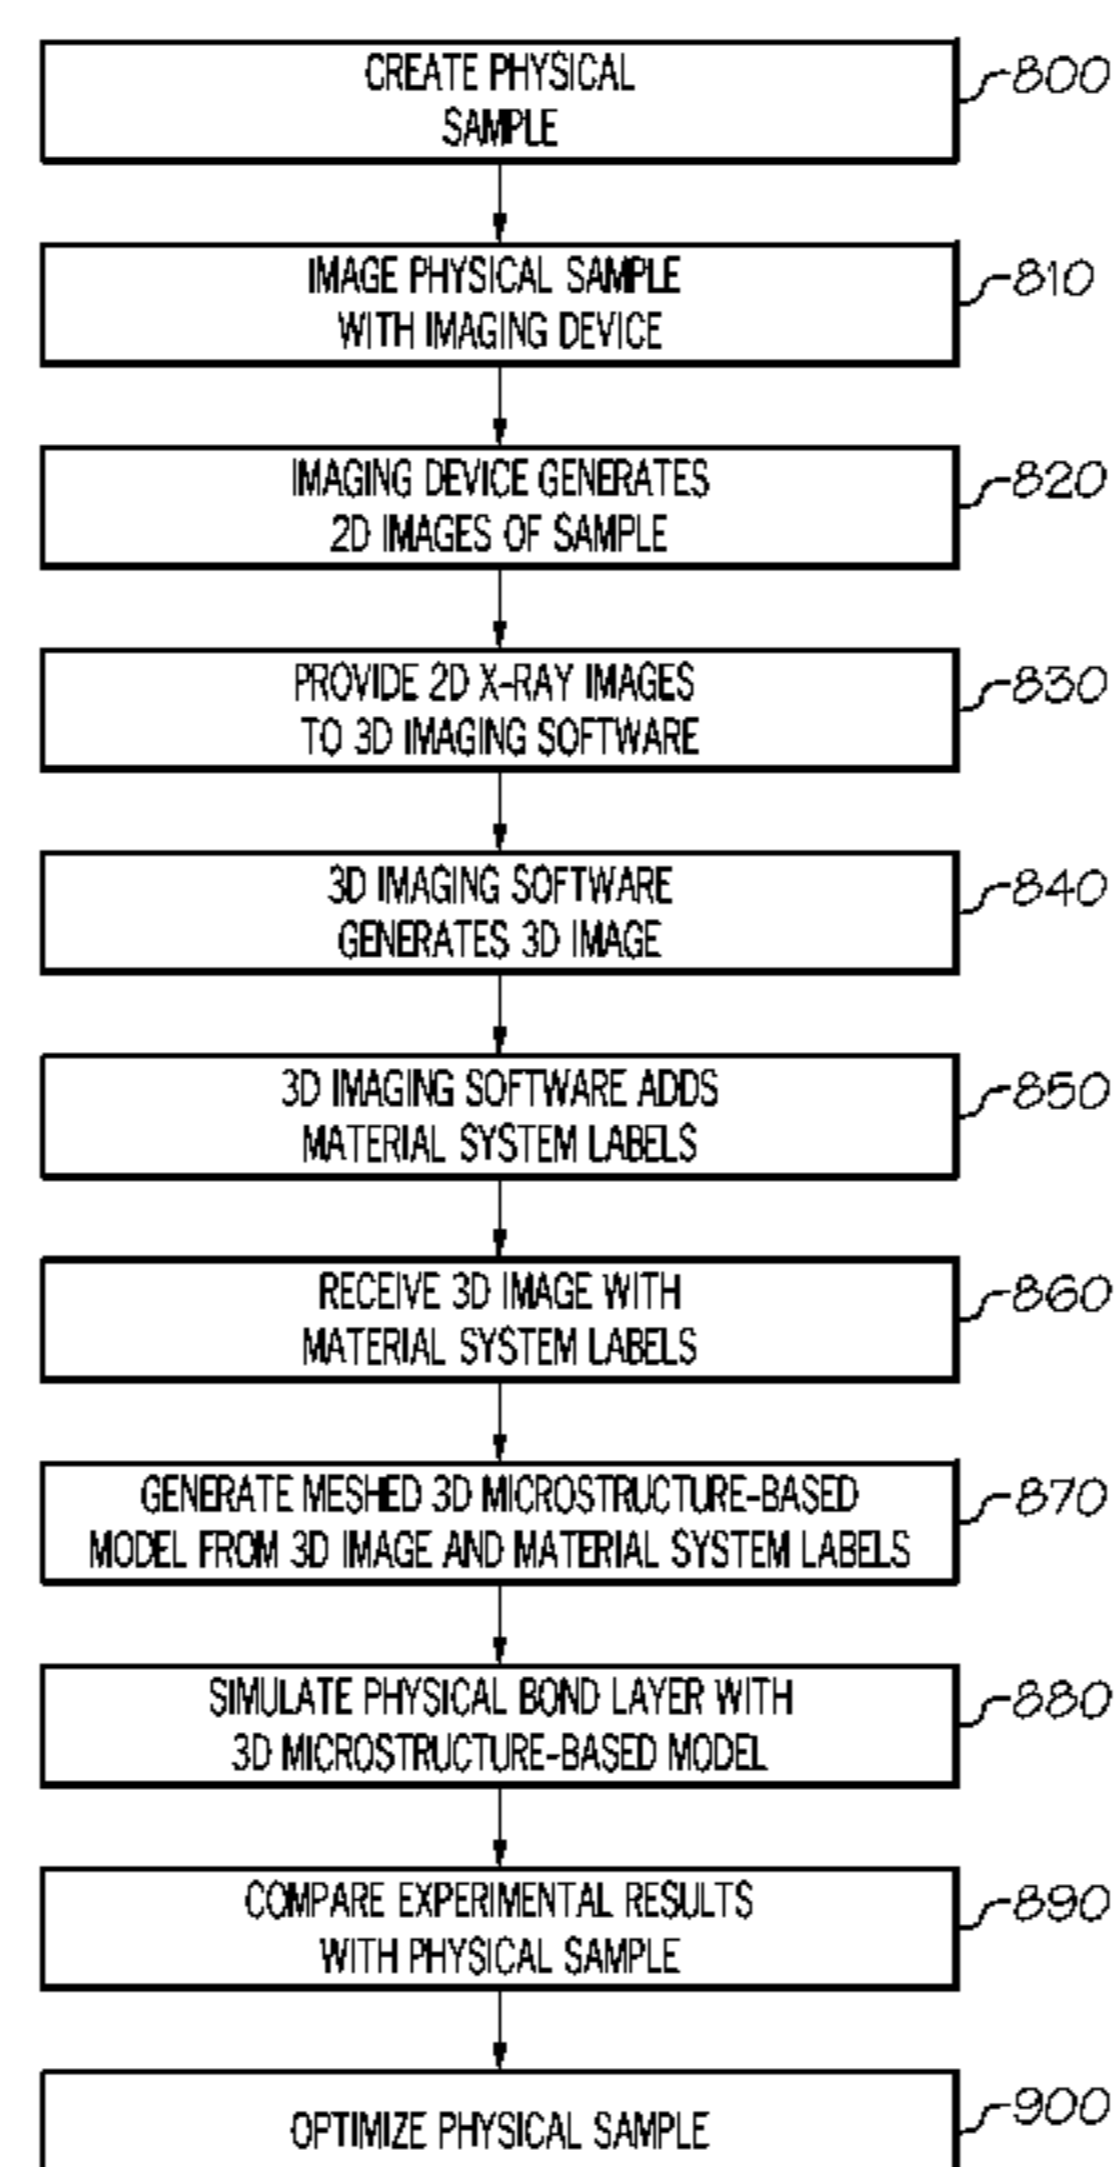 CREATE PHYSICAL
SAMPLE
800
IMAGE PHYSICAL SAMPLE
WITH IMAGING DEVICE
810
IMAGING DEVICE GENERATES
2D IMAGES OF SAMPLE
820
PROVIDE 2D X-RAY IMAGES
TO 3D IMAGING SOFTWARE
830
3D IMAGING SOFTWARE
GENERATES 3D IMAGE
840
3D IMAGING SOFTWARE ADDS
MATERIAL SYSTEM LABELS
850
RECEIVE 3D IMAGE WITH
MATERIAL SYSTEM LABELS
860
GENERATE MESHED 3D MICROSTRUCTURE-BASED
MODEL FROM 3D IMAGE AND MATERIAL SYSTEM LABELS
870
SIMULATE PHYSICAL BOND LAYER WITH
3D MICROSTRUCTURE-BASED MODEL
880
COMPARE EXPERIMENTAL RESULTS
WITH PHYSICAL SAMPLE
890
OPTIMIZE PHYSICAL SAMPLE
900